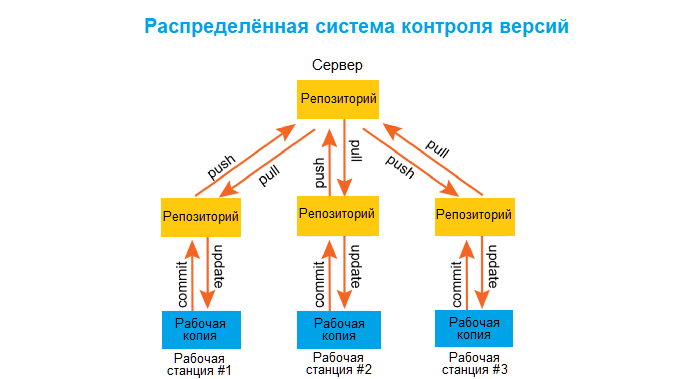 Распределённая система контроля версий
Сервер
Репозиторий
push
pull
push
pull
push
pull
Репозиторий
Репозиторий
Репозиторий
commit
update
commit
update
commit
update
Рабочая
копия
Рабочая
копия
Рабочая
копия
Рабочая
станция #1
Рабочая
станция #2
Рабочая
станция #3